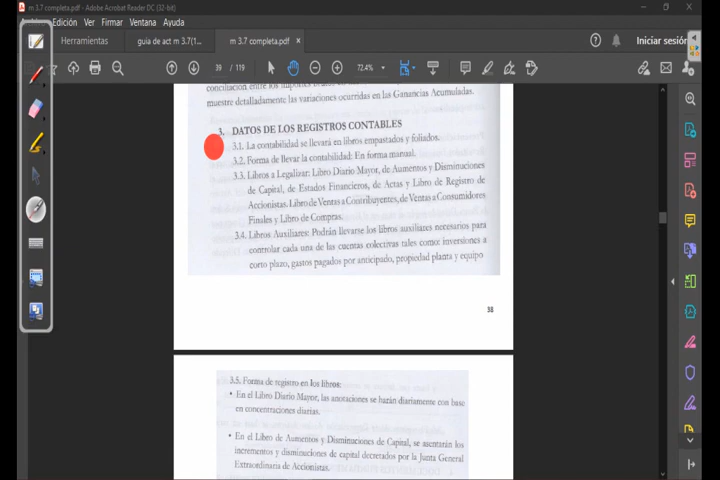 m 3.7 completa.pdf - Adobe Acrobat Reader DC (32-bit)
Edición Ver Firmar Ventana Ayuda
Herramientas guia de act m 3.7(1... m 3.7 completa.pdf × Iniciar sesión
39 / 119 72.4%
muestre detalladamente las variaciones ocurridas en las Ganancias Acumuladas.
3. DATOS DE LOS REGISTROS CONTABLES
3.1. La contabilidad se llevará en libros empastados y foliados.
3.2. Forma de llevar la contabilidad: En forma manual.
3.3. Libros a Legalizar: Libro Diario Mayor, de Aumentos y Disminuciones
de Capital, de Estados Financieros, de Actas y Libro de Registro de
Accionistas. Libro de Ventas a Contribuyentes, de Ventas a Consumidores
Finales y Libro de Compras.
3.4. Libros Auxiliares: Podrán llevarse los libros auxiliares necesarios para
controlar cada una de las cuentas colectivas tales como: inversiones a
corto plazo, gastos pagados por anticipado, propiedad planta y equipo
38
3.5. Forma de registro en los libros:
• En el Libro Diario Mayor, las anotaciones se harán diariamente con base
en concentraciones diarias.
• En el Libro de Aumentos y Disminuciones de Capital, se asentarán los
incrementos y disminuciones de capital decretados por la Junta General
Extraordinaria de Accionistas.